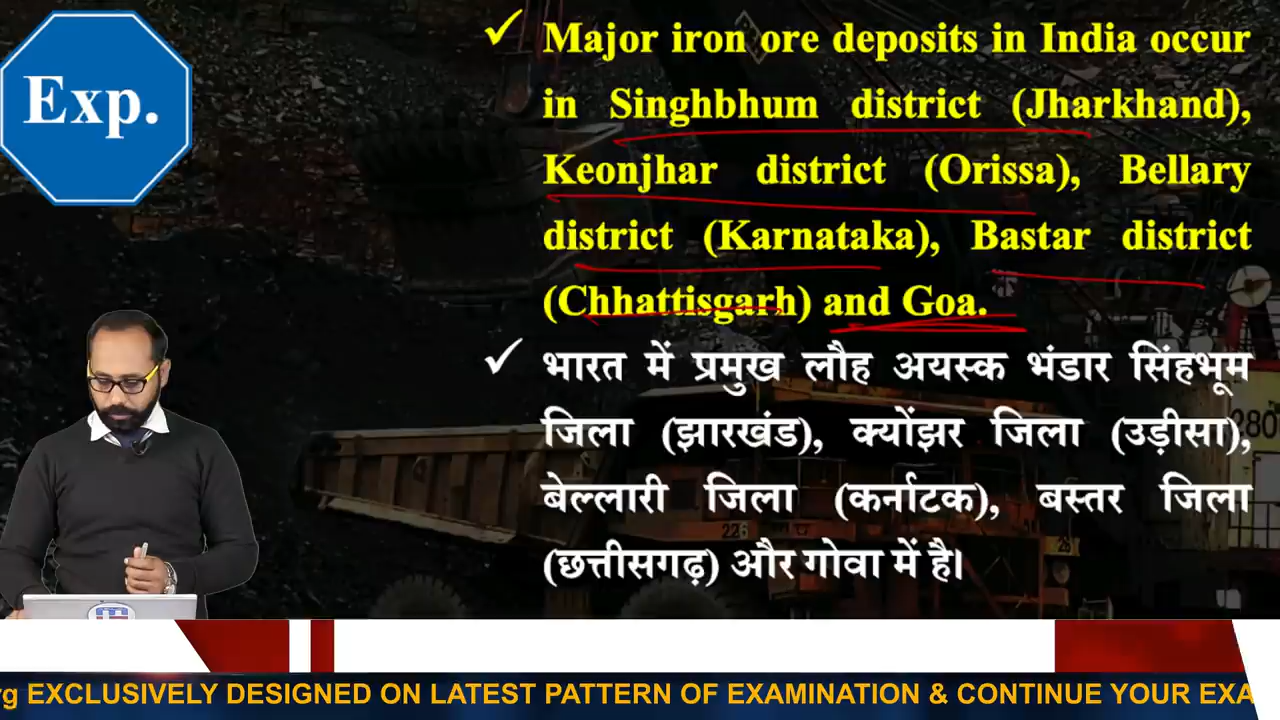 Exp.
✓ Major iron ore deposits in India occur
in Singhbhum district (Jharkhand),
Keonjhar district (Orissa), Bellary
district (Karnataka), Bastar district
(Chhattisgarh) and Goa.
✓ भारत में प्रमुख लौह अयस्क भंडार सिंहभूम
जिला (झारखंड), क्योंझर जिला (उड़ीसा),
बेल्लारी जिला (कर्नाटक), बस्तर जिला
(छत्तीसगढ़) और गोवा में है।
280
226
rg EXCLUSIVELY DESIGNED ON LATEST PATTERN OF EXAMINATION & CONTINUE YOUR EXA